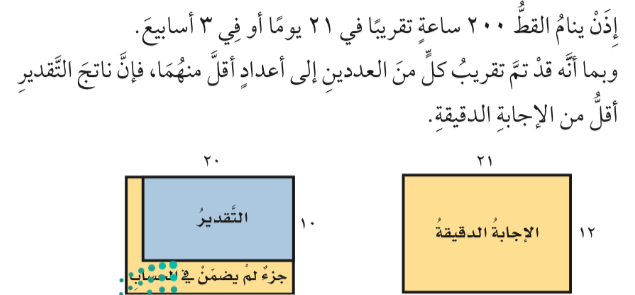 إِذَنْ ينامُ القطُّ ٢٠٠ ساعةٍ تقريبًا في ٢١ يومًا أو فِي ٣ أسابيعَ.
وبما أنَّه قدْ تمَّ تقريبُ كلٍّ منَ العددينِ إلى أعدادٍ أقلَّ منهُمَا، فإنَّ ناتجَ التَّقديرِ
أقلُّ من الإجابةِ الدقيقةِ.
٢١
الإجابةُ الدقيقةُ
١٢
٢٠
التَّقديرُ
١٠
جزءٌ لمْ يضمَنْ في الحسابِ